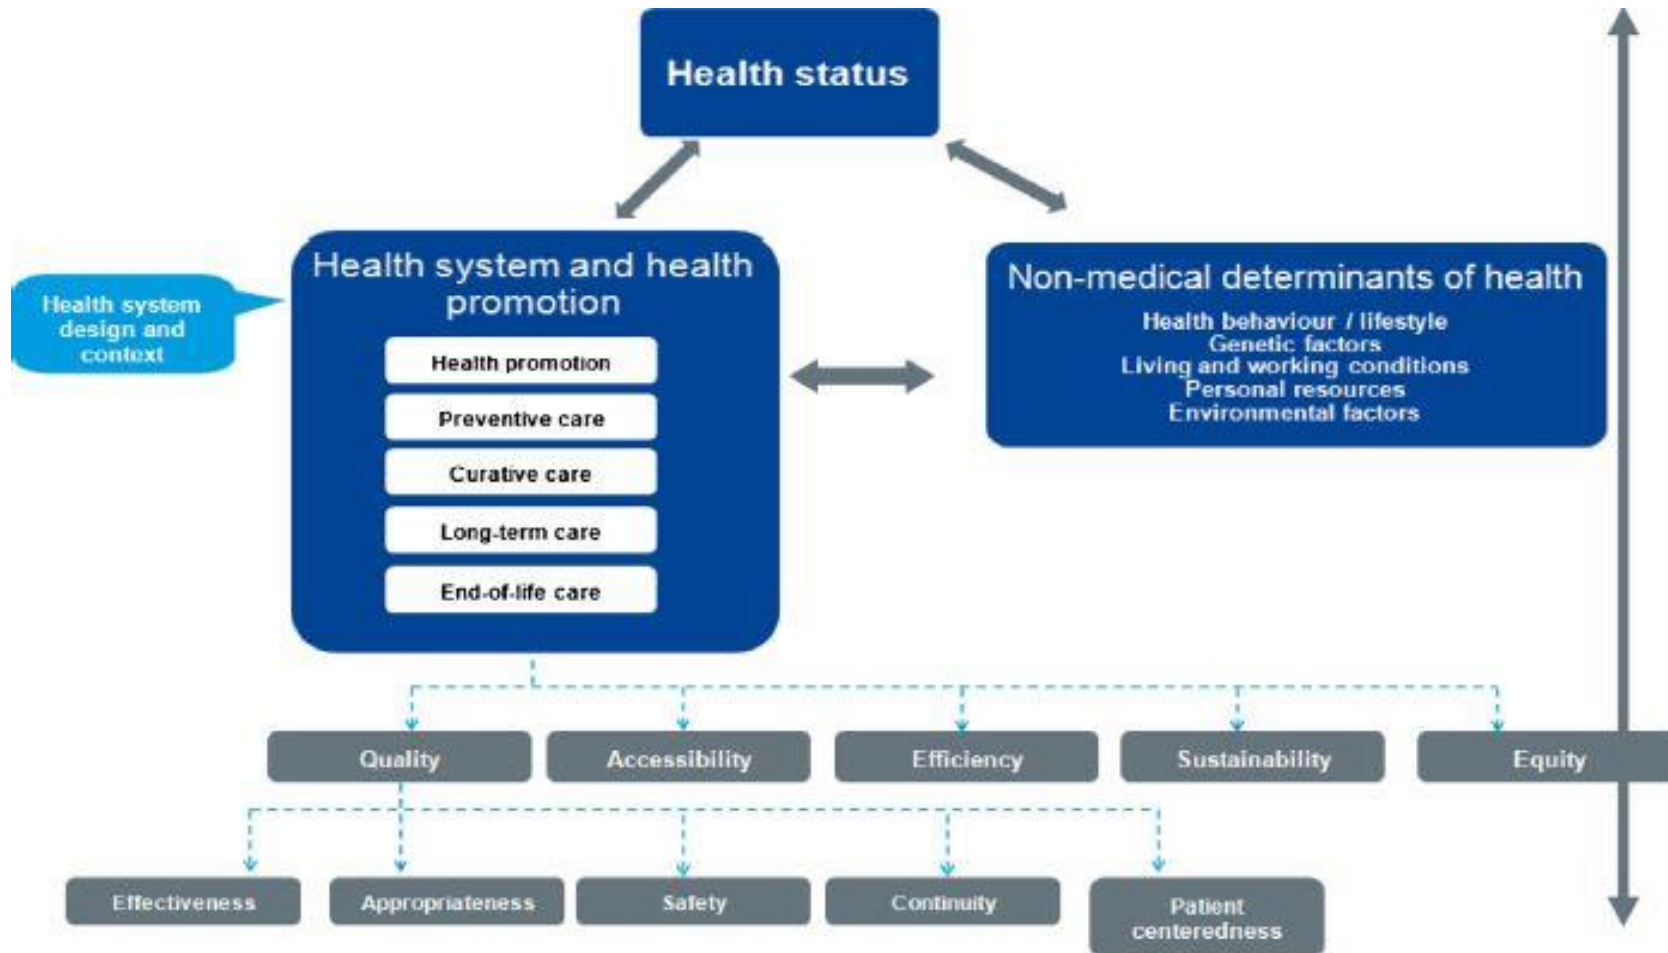 Health status
Health system and health
promotion
Non-medical determinants of health
Health behaviour / lifestyle
Genetic factors
Living and working conditions
Personal resources
Environmental factors
Health system
design and
context
Health promotion
Preventive care
Curative care
Long-term care
End-of-life care
Quality
Accessibility
Efficiency
Sustainability
Equity
Effectiveness
Appropriateness
Safety
Continuity
Patient
centeredness